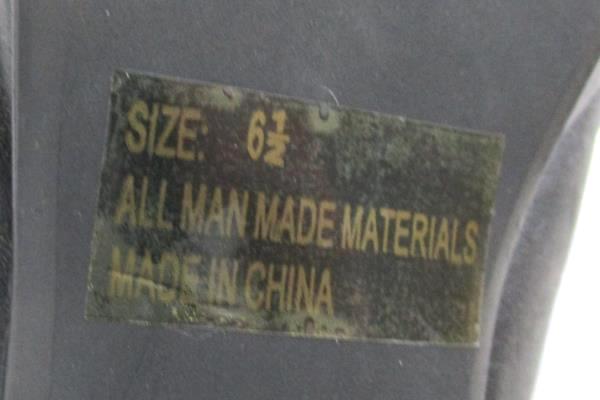 SIZE: 6½
ALL MAN MADE MATERIALS
MADE IN CHINA